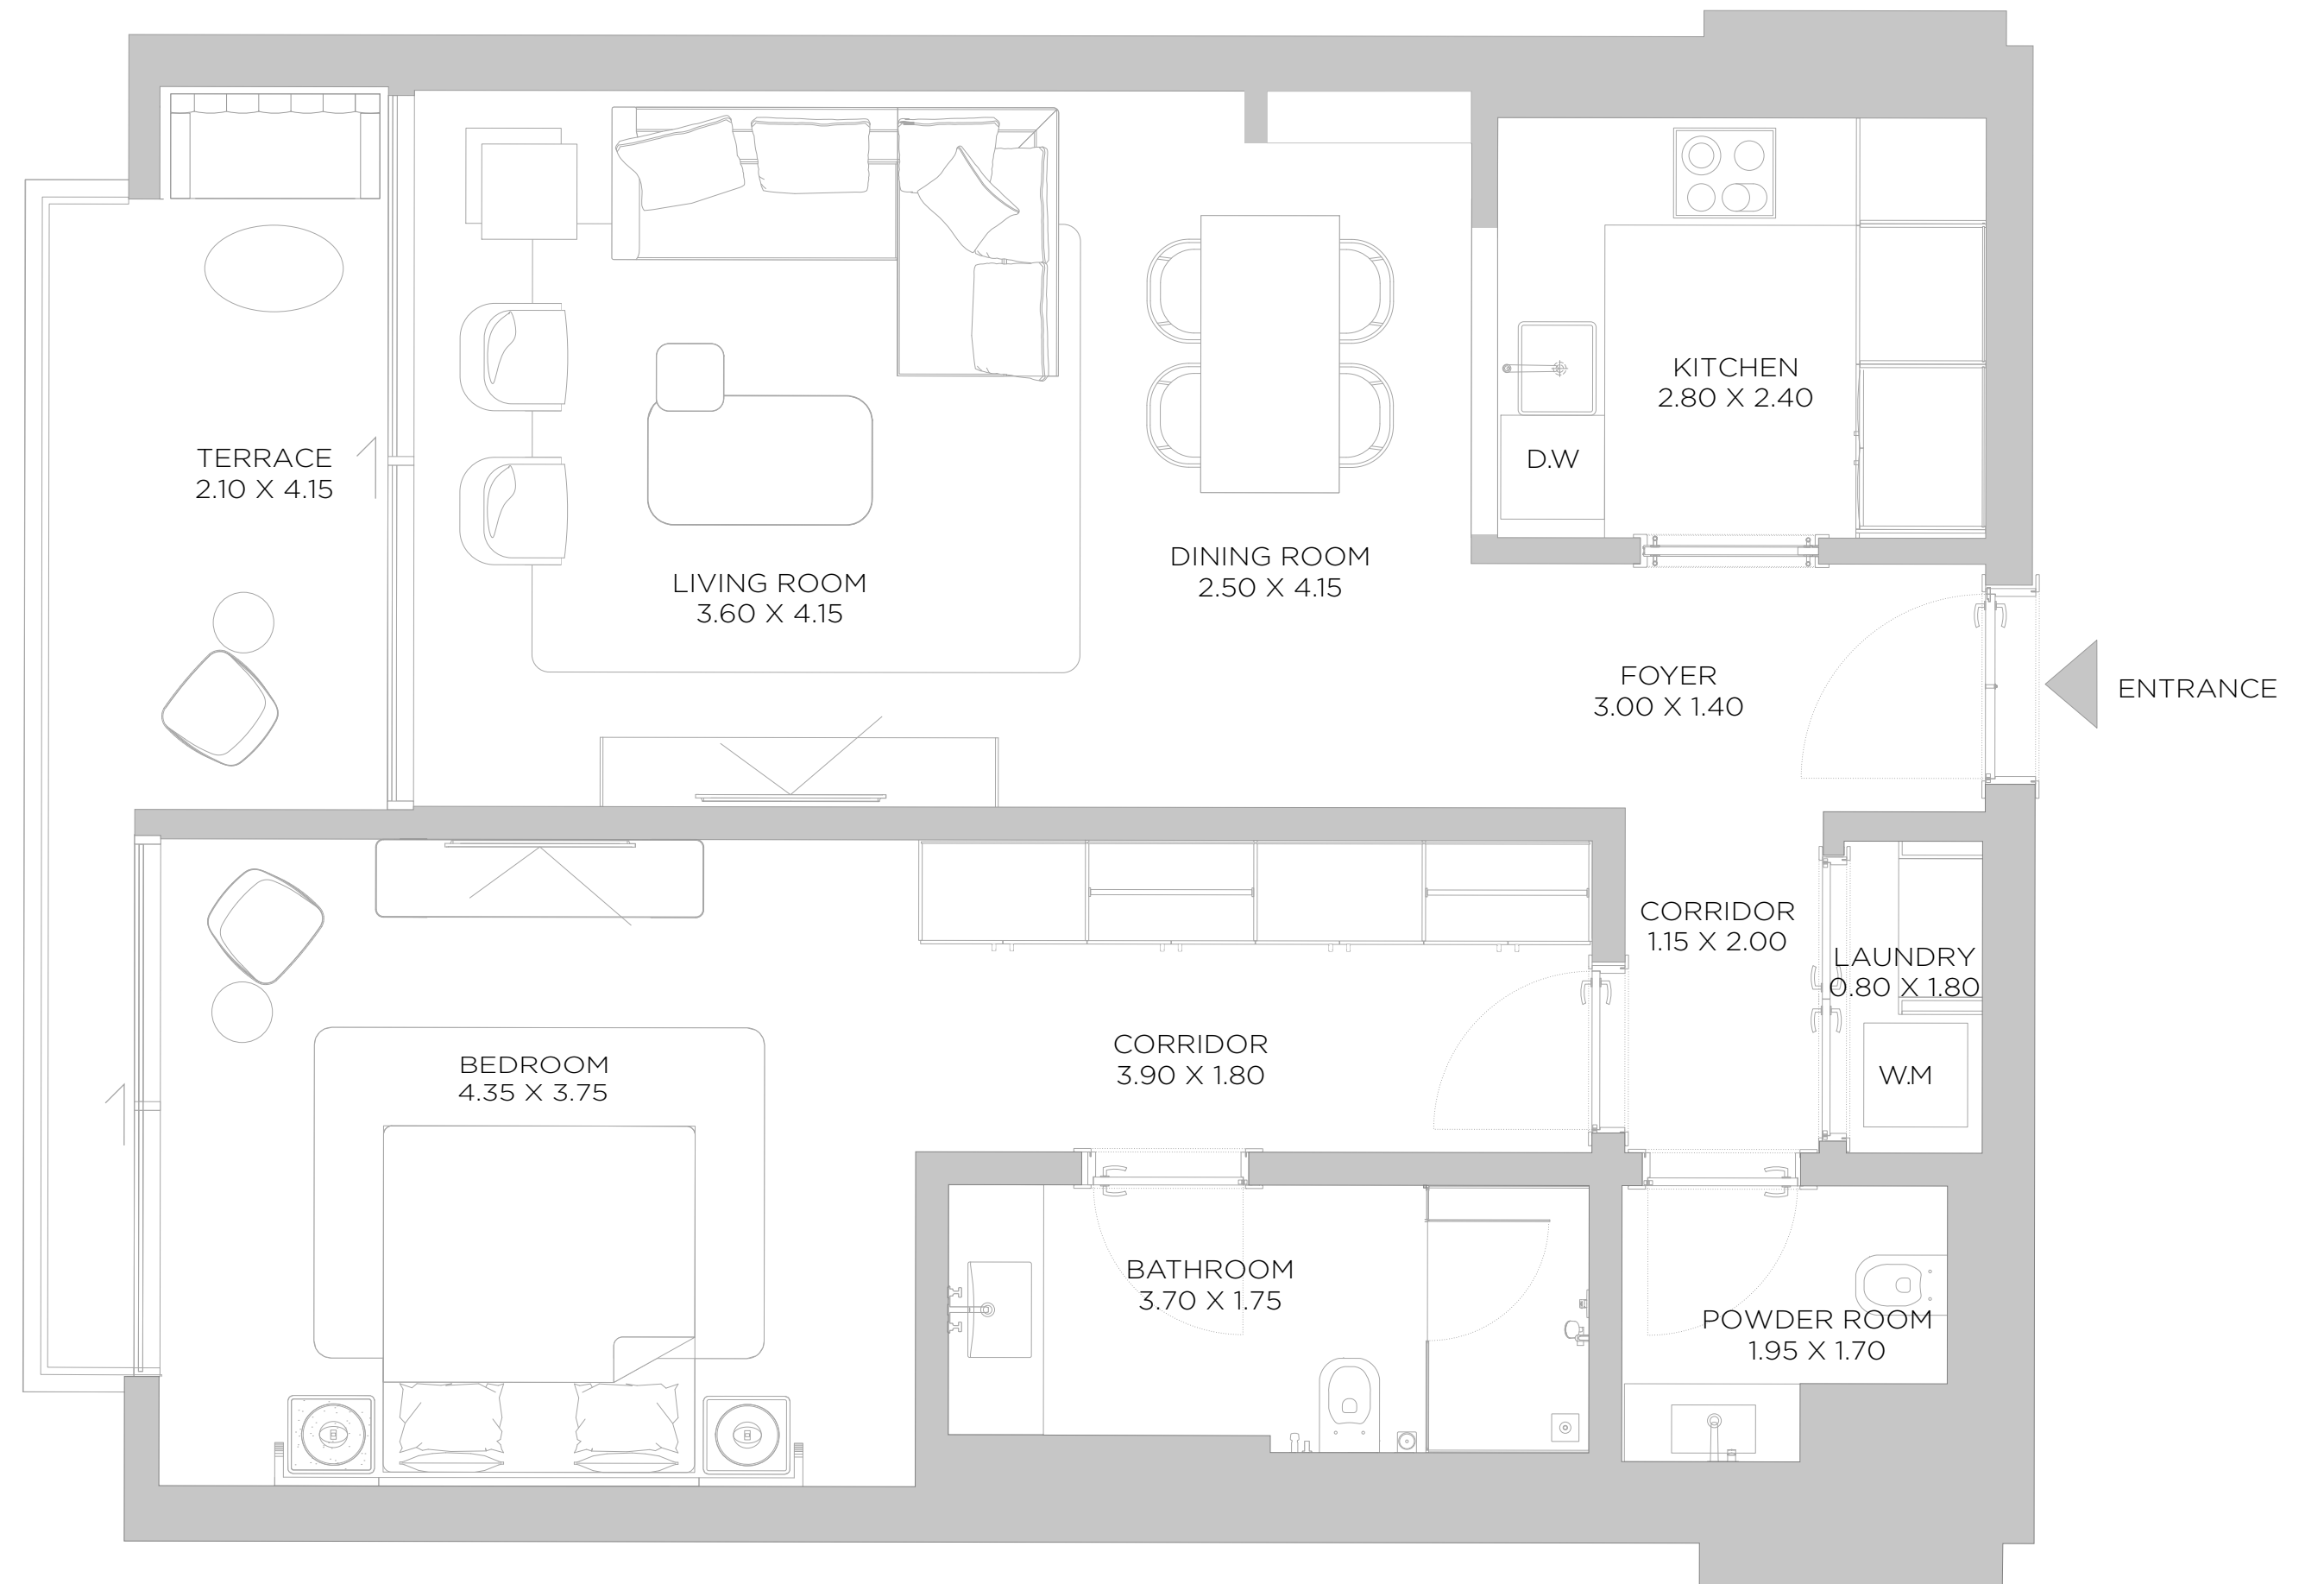 KITCHEN
2.80 X 2.40
D.W
TERRACE
2.10 X 4.15
DINING ROOM
2.50 X 4.15
LIVING ROOM
3.60 X 4.15
FOYER
3.00 X 1.40
ENTRANCE
CORRIDOR
1.15 X 2.00
LAUNDRY
0.80 X 1.80
CORRIDOR
3.90 X 1.80
W.M
BEDROOM
4.35 X 3.75
BATHROOM
3.70 X 1.75
POWDER ROOM
1.95 X 1.70